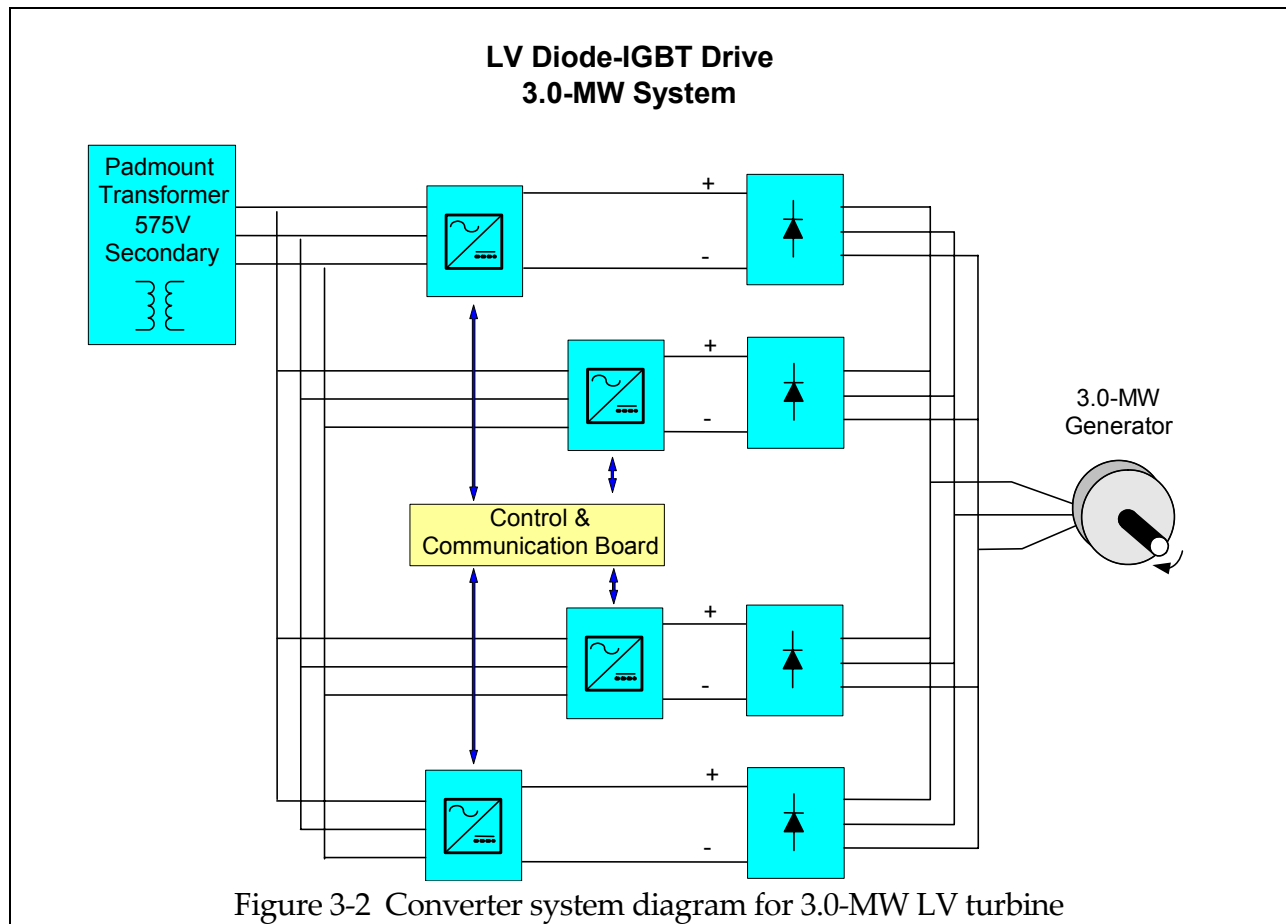 LV Diode-IGBT Drive
3.0-MW System
Padmount
Transformer
575V
Secondary
+
-
+
-
3.0-MW
Generator
Control &
Communication Board
+
-
+
-
Figure 3-2 Converter system diagram for 3.0-MW LV turbine